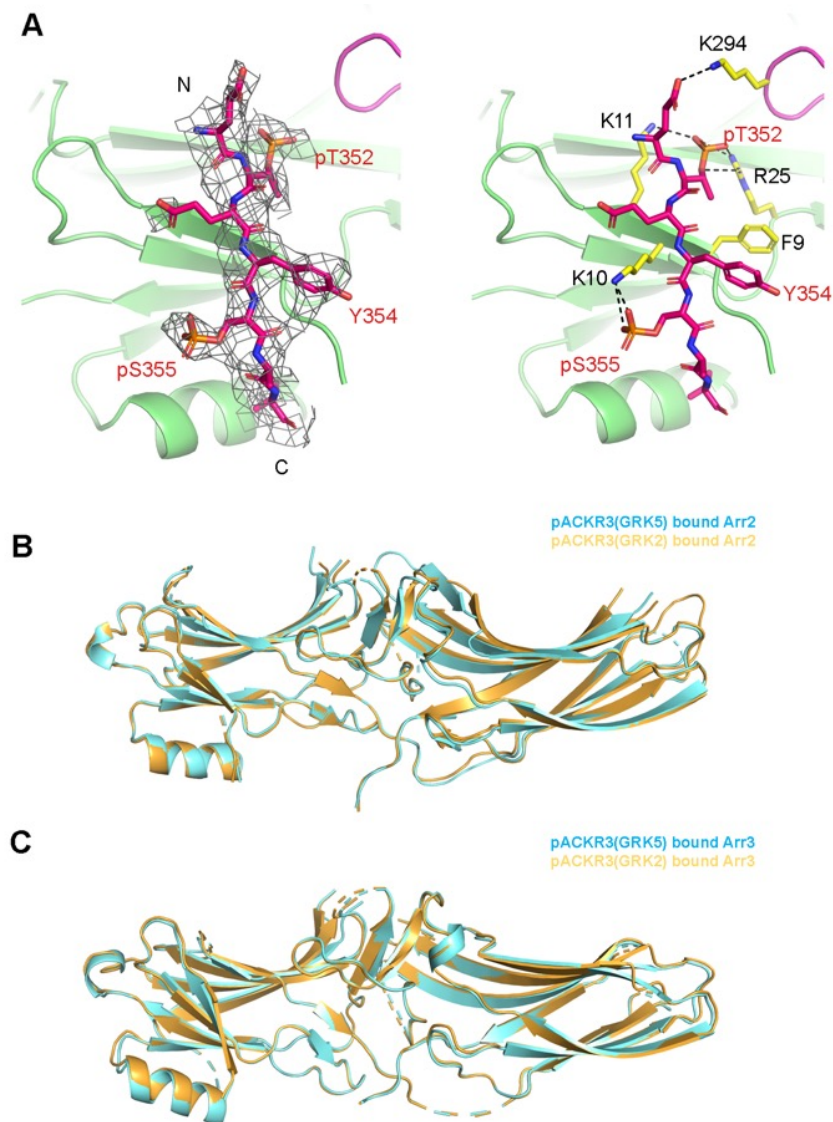 A
N
pT352
Y354
pS355
C
K294
K11
pT352
R25
F9
K10
Y354
pS355
B
pACKR3(GRK5) bound Arr2
pACKR3(GRK2) bound Arr2
C
pACKR3(GRK5) bound Arr3
pACKR3(GRK2) bound Arr3